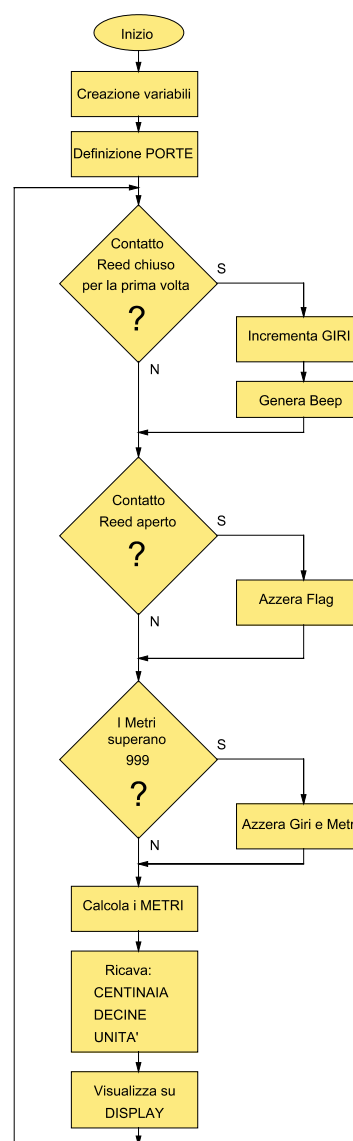 Inizio
Creazione variabili
Definizione PORTE
Contatto
Reed chiuso
per la prima volta
?
S
N
Incrementa GIRI
Genera Beep
Contatto
Reed aperto
?
S
N
Azzera Flag
I Metri
superano
999
?
S
N
Azzera Giri e Metri
Calcola i METRI
Ricava:
CENTINAIA
DECINE
UNITA'
Visualizza su
DISPLAY